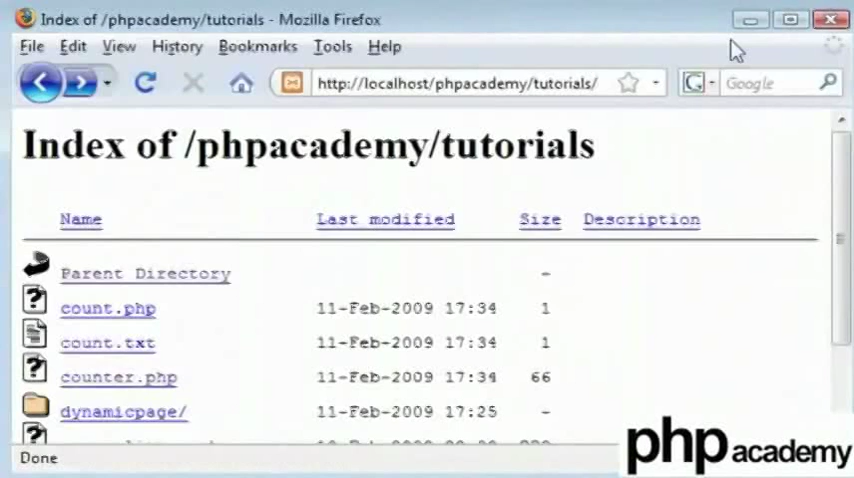 Index of /phpacademy/tutorials - Mozilla Firefox
File Edit View History Bookmarks Tools Help
http://localhost/phpacademy/tutorials/ G Google
Index of /phpacademy/tutorials
Name Last modified Size Description
Parent Directory -
count.php 11-Feb-2009 17:34 1
count.txt 11-Feb-2009 17:34 1
counter.php 11-Feb-2009 17:34 66
dynamicpage/ 11-Feb-2009 17:25 -
Done
php academy